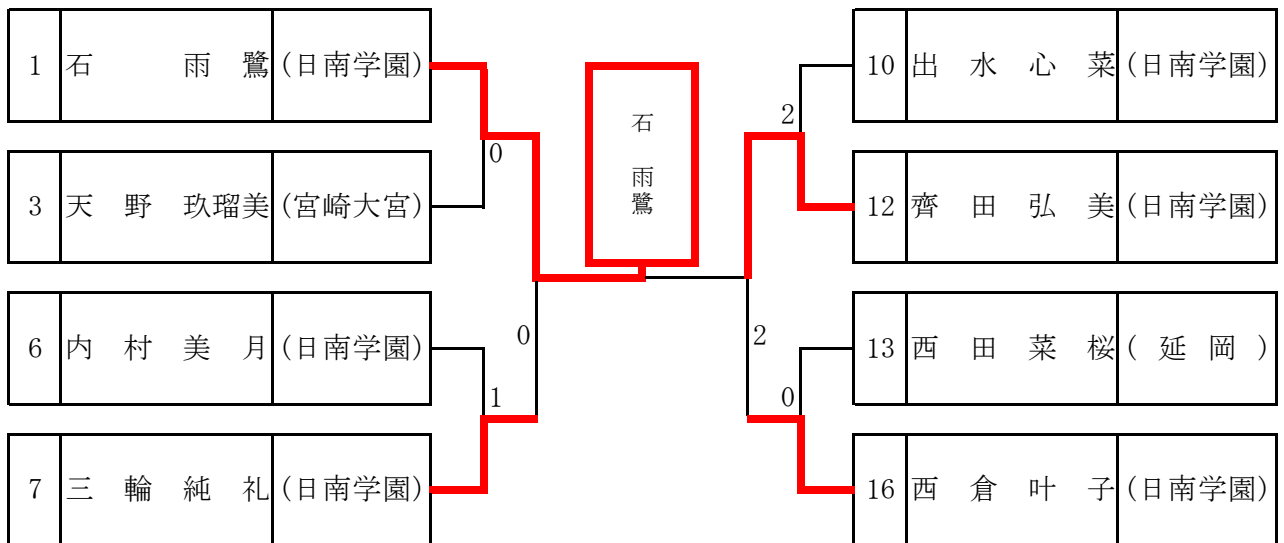 1 石 雨 鷺 (日南学園)
3 天 野 玖瑠美 (宮崎大宮)
6 内 村 美 月 (日南学園)
7 三 輪 純 礼 (日南学園)
0
1
0
石 雨鷺
2
0
2
10 出 水 心 菜 (日南学園)
12 齊 田 弘 美 (日南学園)
13 西 田 菜 桜 ( 延 岡 )
16 西 倉 叶 子 (日南学園)